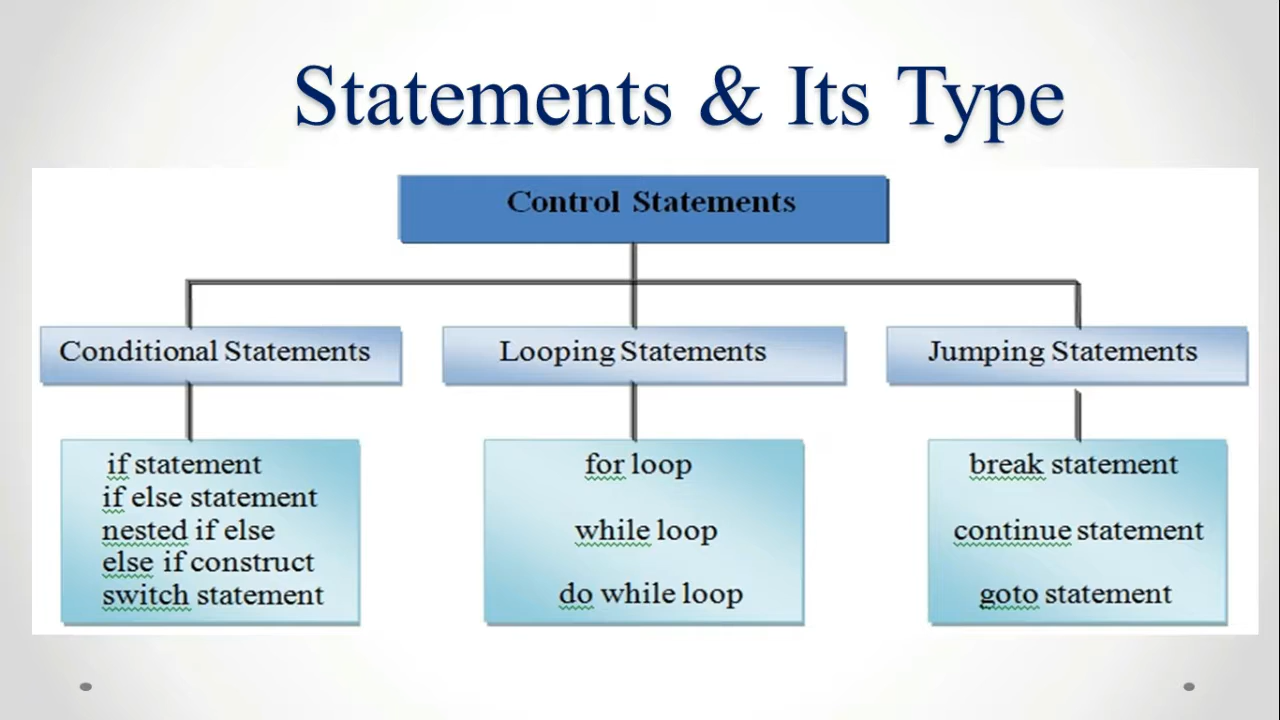 Statements & Its Type
Control Statements
Conditional Statements
Looping Statements
Jumping Statements
if statement
if else statement
nested if else
else if construct
switch statement
for loop
while loop
do while loop
break statement
continue statement
goto statement